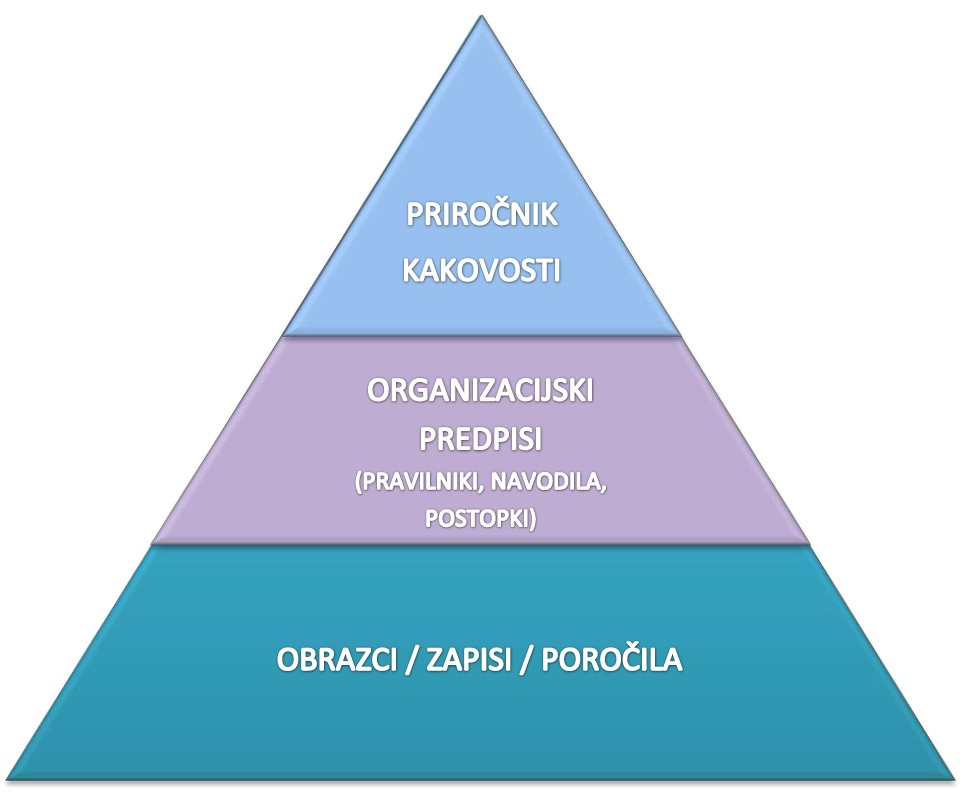 PRIROČNIK
KAKOVOSTI
ORGANIZACIJSKI
PREDPISI
(PRAVILNIKI, NAVODILA,
POSTOPKI)
OBRAZCI / ZAPISI / POROČILA